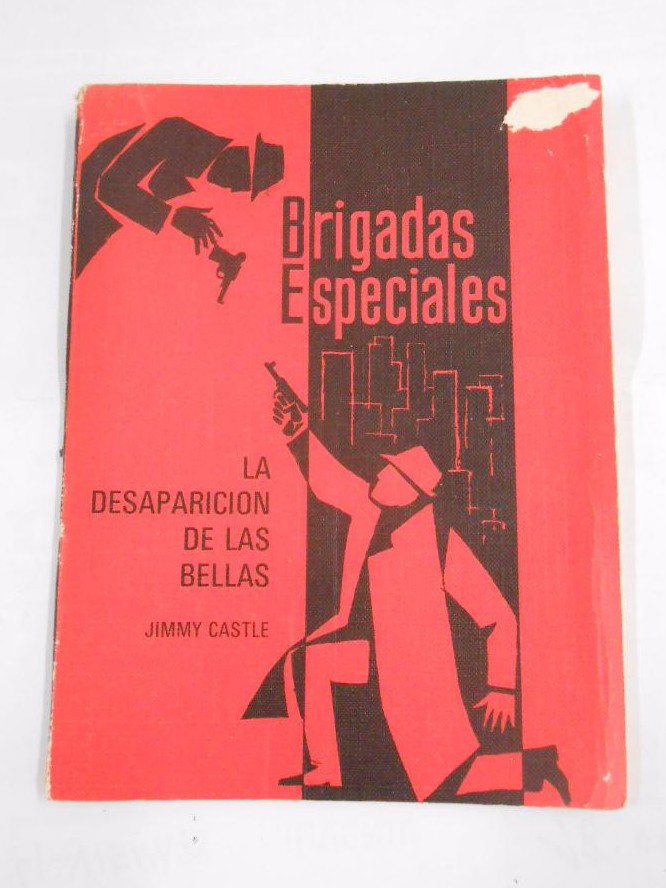 Brigadas
Especiales
LA
DESAPARICION
DE LAS
BELLAS
JIMMY CASTLE